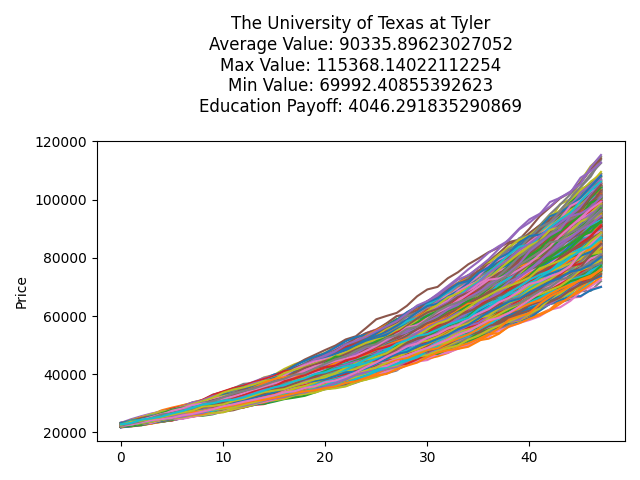 The University of Texas at Tyler
Average Value: 90335.89623027052
Max Value: 115368.14022112254
Min Value: 69992.40855392623
Education Payoff: 4046.291835290869
120000
100000
80000
60000
40000
20000
Price
0 10 20 30 40